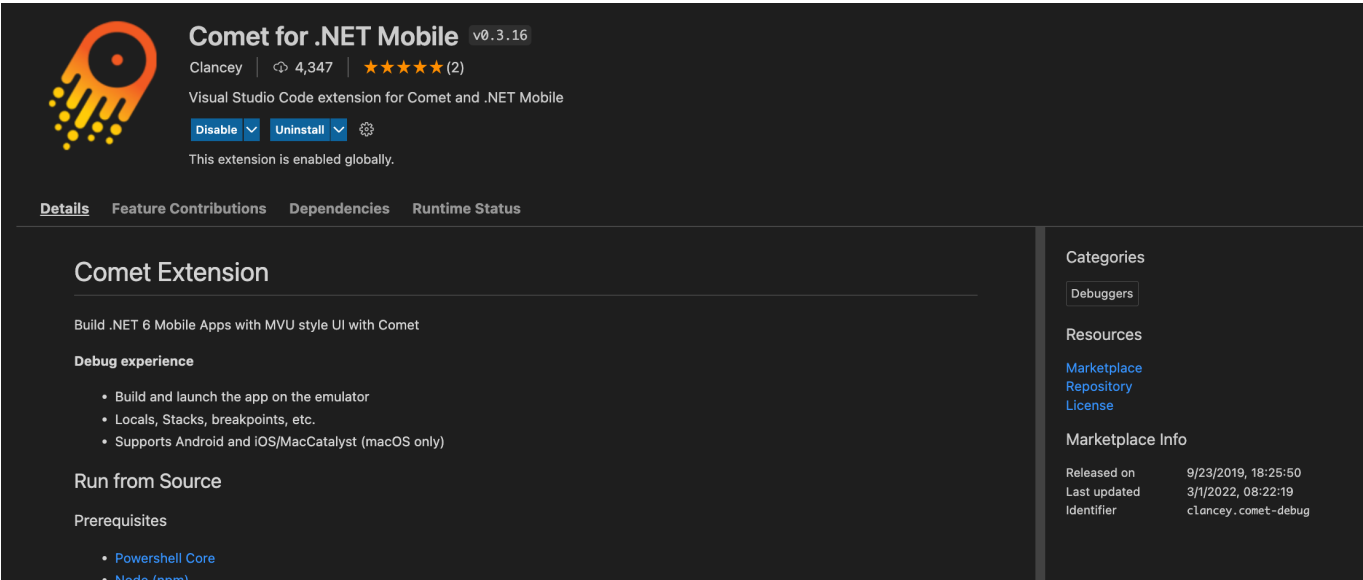 Comet for .NET Mobile v0.3.16
Clancey 4,347 (2)
Visual Studio Code extension for Comet and .NET Mobile
Disable Uninstall
This extension is enabled globally.
Details Feature Contributions Dependencies Runtime Status
Comet Extension
Build .NET 6 Mobile Apps with MVU style UI with Comet
Debug experience
• Build and launch the app on the emulator
• Locals, Stacks, breakpoints, etc.
• Supports Android and iOS/MacCatalyst (macOS only)
Run from Source
Prerequisites
• Powershell Core
• Node (npm)
Categories
Debuggers
Resources
Marketplace
Repository
License
Marketplace Info
Released on 9/23/2019, 18:25:50
Last updated 3/1/2022, 08:22:19
Identifier clancey.comet-debug